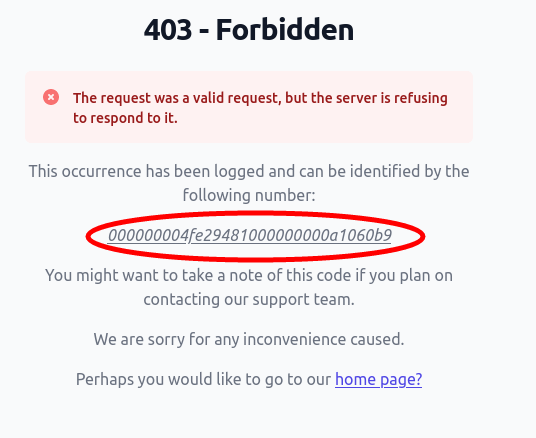 403 - Forbidden
The request was a valid request, but the server is refusing
to respond to it.
This occurrence has been logged and can be identified by the
following number:
000000004fe29481000000000a1060b9
You might want to take a note of this code if you plan on
contacting our support team.
We are sorry for any inconvenience caused.
Perhaps you would like to go to our home page?